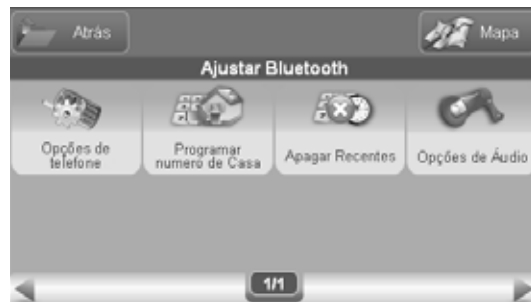 Atrás
Mapa
Ajustar Bluetooth
Opções de
telefone
Programar
numero de Casa
Apagar Recentes
Opções de Áudio
1/1